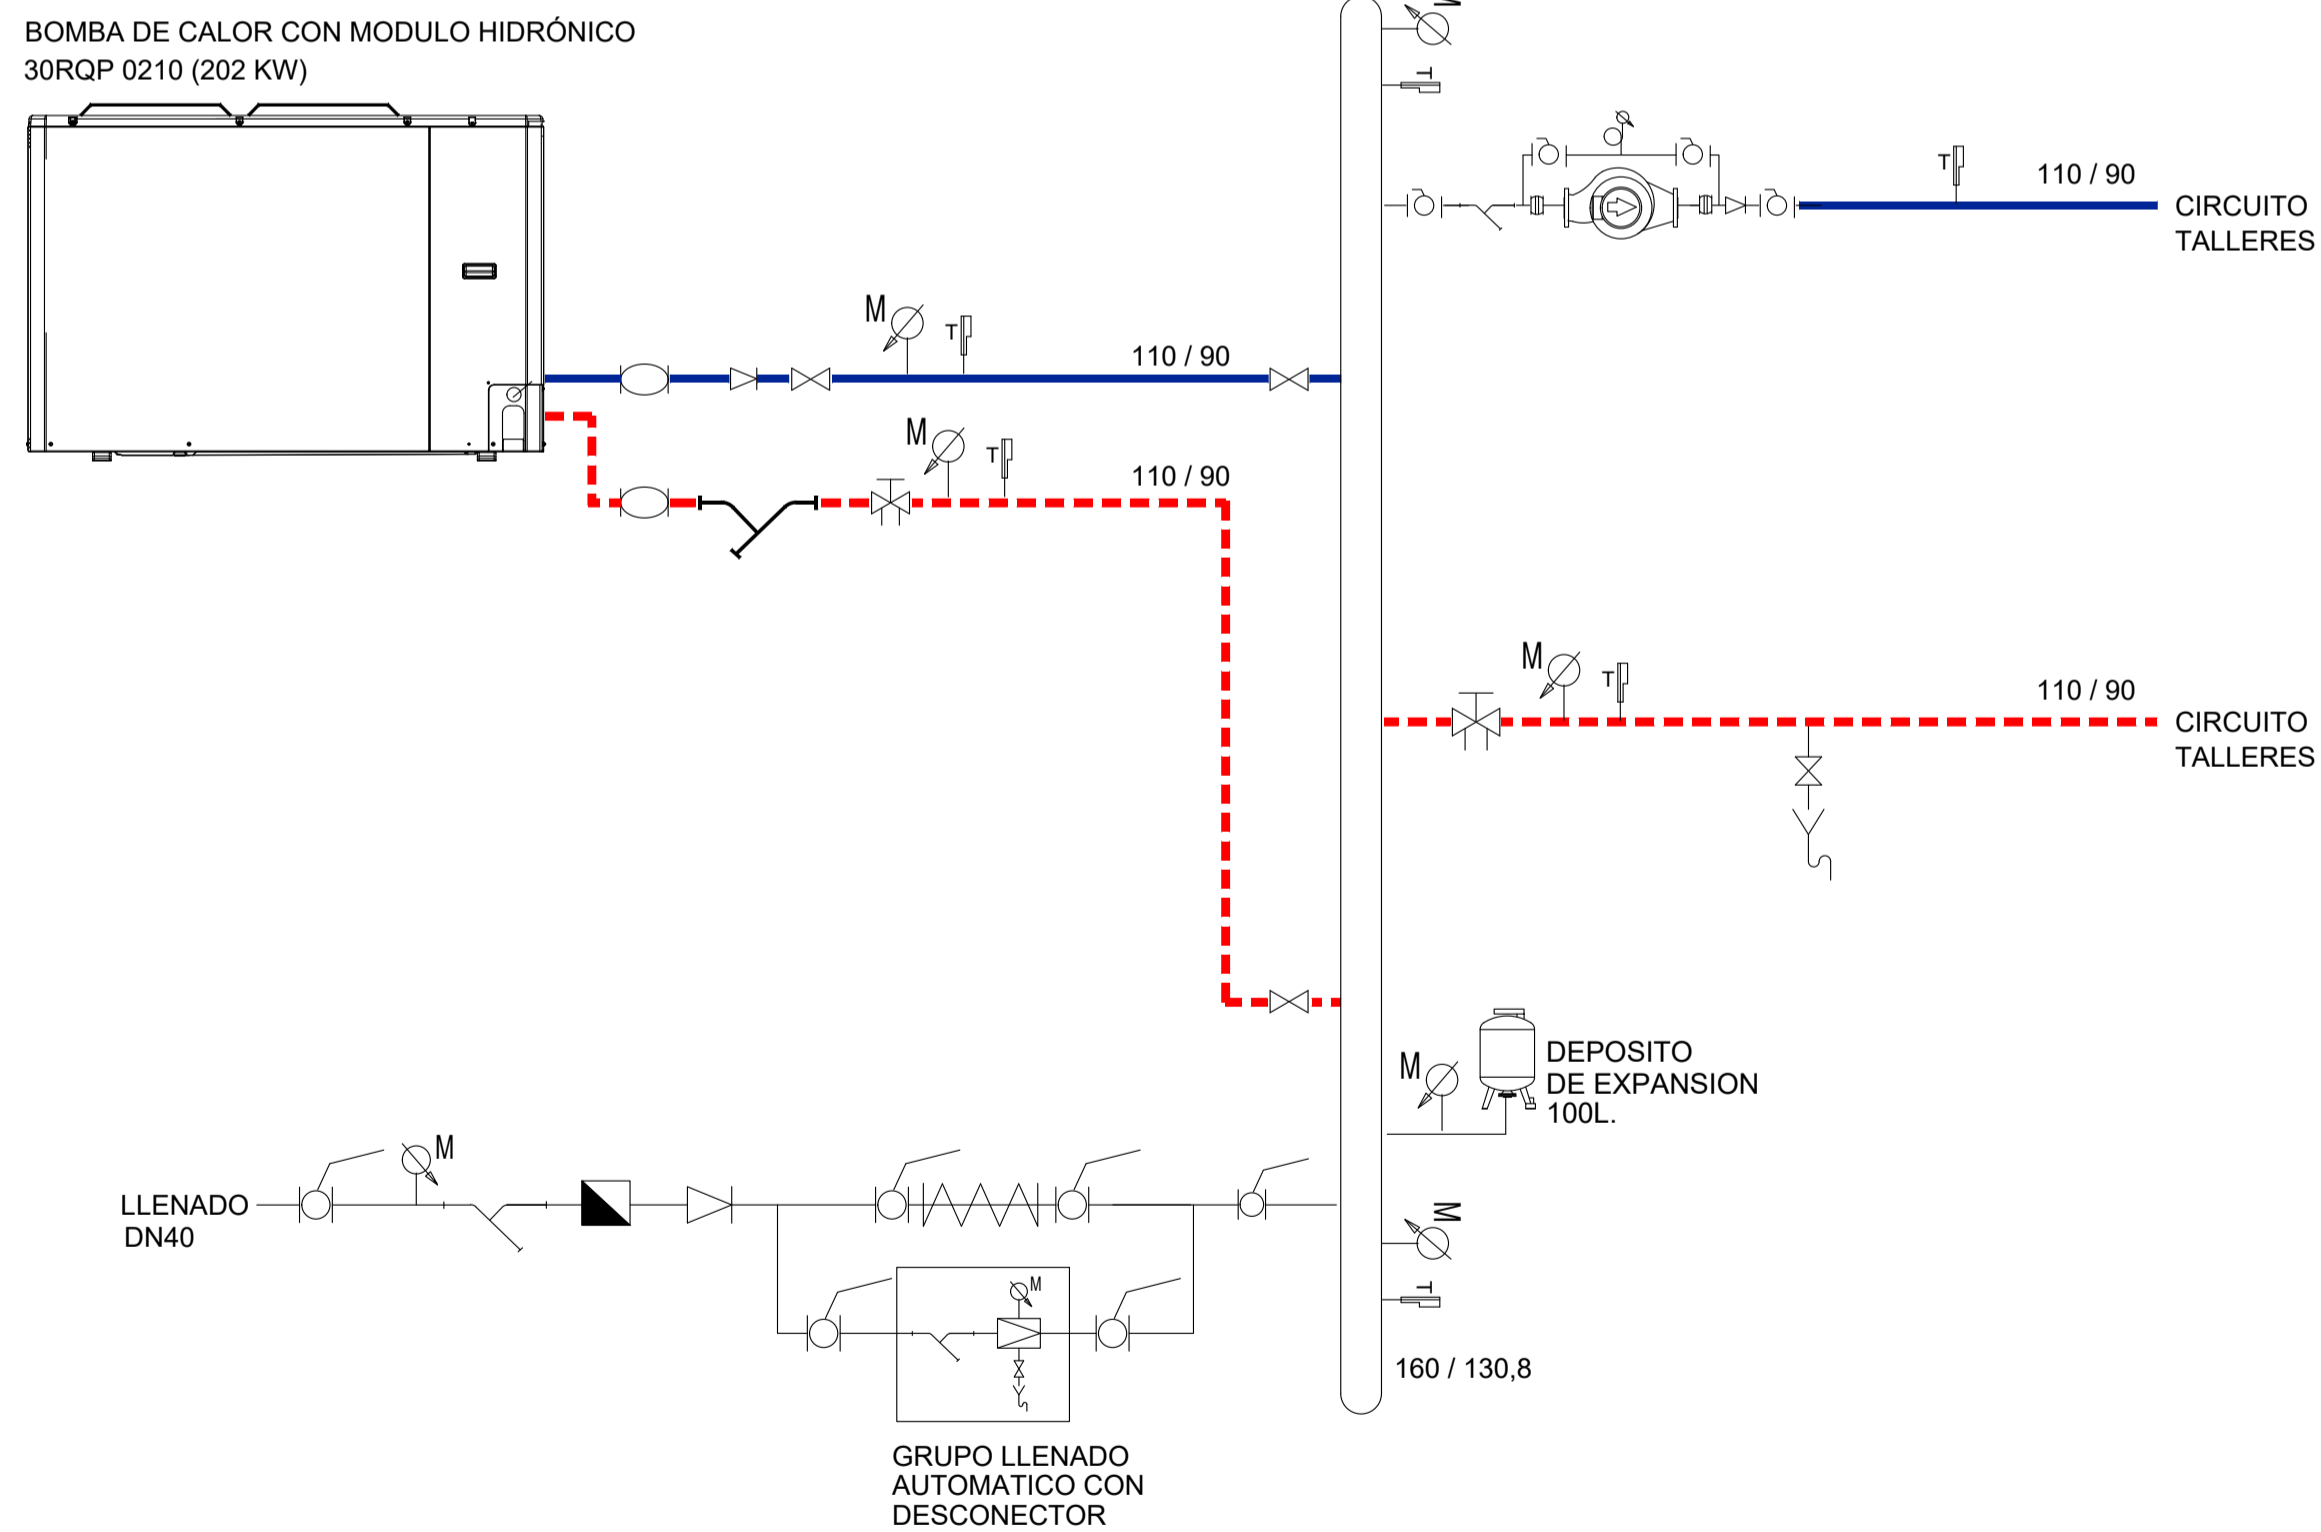 BOMBA DE CALOR CON MODULO HIDRÓNICO
30RQP 0210 (202 KW)
M
T
T
110 / 90
CIRCUITO
TALLERES
M
T
110 / 90
M
T
110 / 90
M
T
110 / 90
CIRCUITO
TALLERES
M
DEPOSITO
DE EXPANSION
100L.
M
LLENADO
DN40
M
T
M
160 / 130,8
GRUPO LLENADO
AUTOMATICO CON
DESCONECTOR